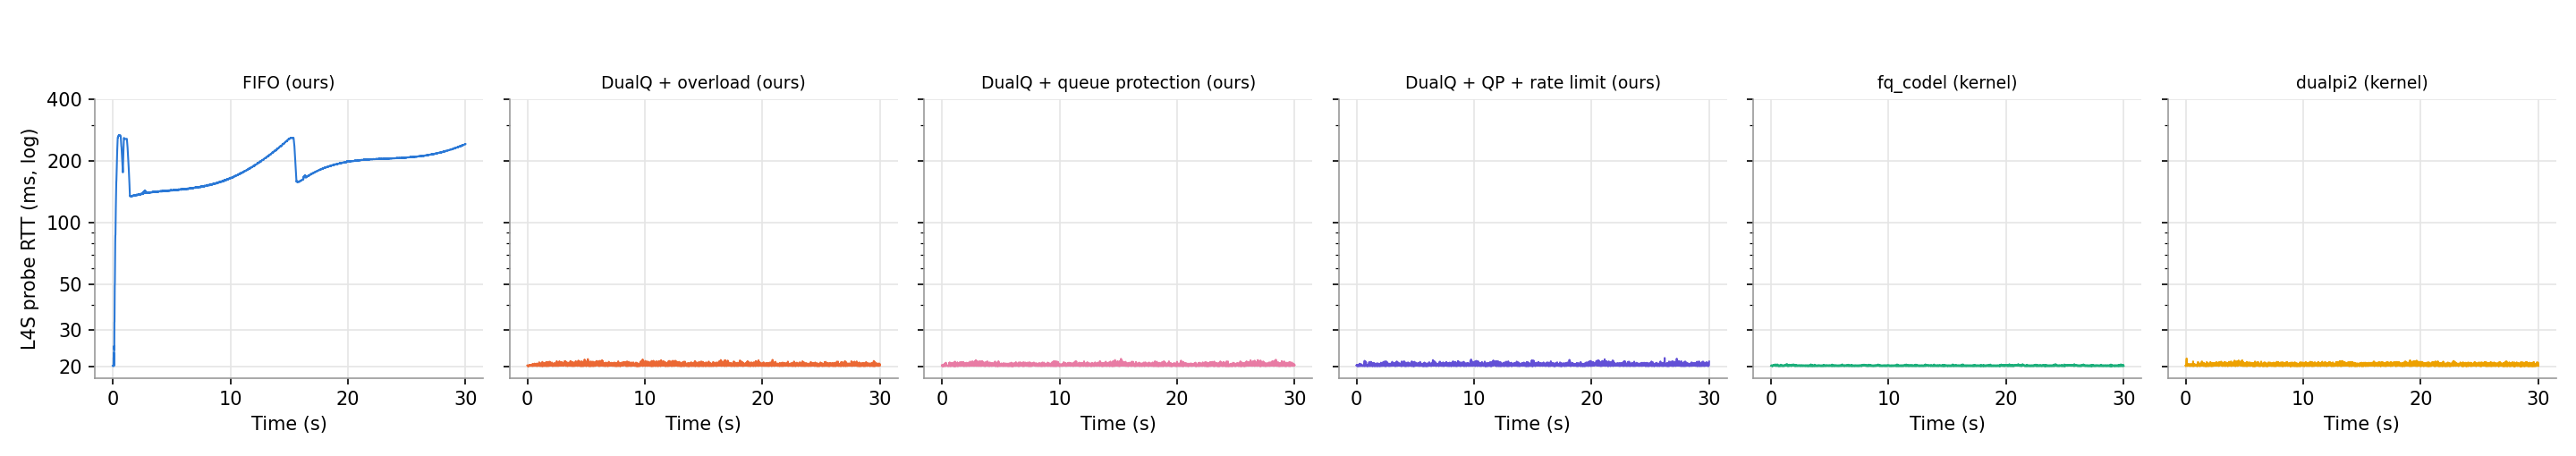 FIFO (ours)
DualQ + overload (ours)
DualQ + queue protection (ours)
DualQ + QP + rate limit (ours)
fq_codel (kernel)
dualpi2 (kernel)
L4S probe RTT (ms, log)
400
200
100
50
30
20
0 10 20 30
0 10 20 30
0 10 20 30
0 10 20 30
0 10 20 30
0 10 20 30
Time (s)
Time (s)
Time (s)
Time (s)
Time (s)
Time (s)